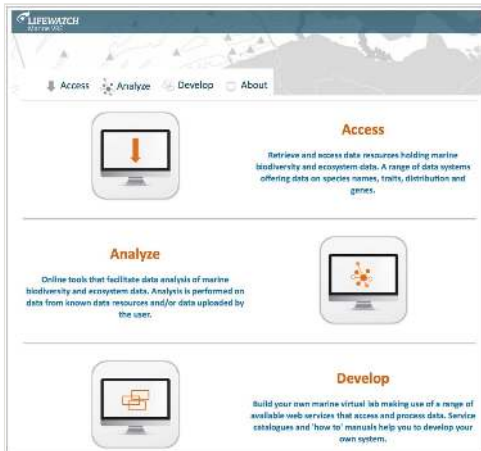 LIFEWATCH
Marine VRE
Access Analyze Develop About
Access
Retrieve and access data resources holding marine
biodiversity and ecosystem data. A range of data systems
offering data on species names, traits, distribution and
genes.
Analyze
Online tools that facilitate data analysis of marine
biodiversity and ecosystem data. Analysis is performed on
data from known data resources and/or data uploaded by
the user.
Develop
Build your own marine virtual lab making use of a range of
available web services that access and process data. Service
catalogues and 'how to' manuals help you to develop your
own system.